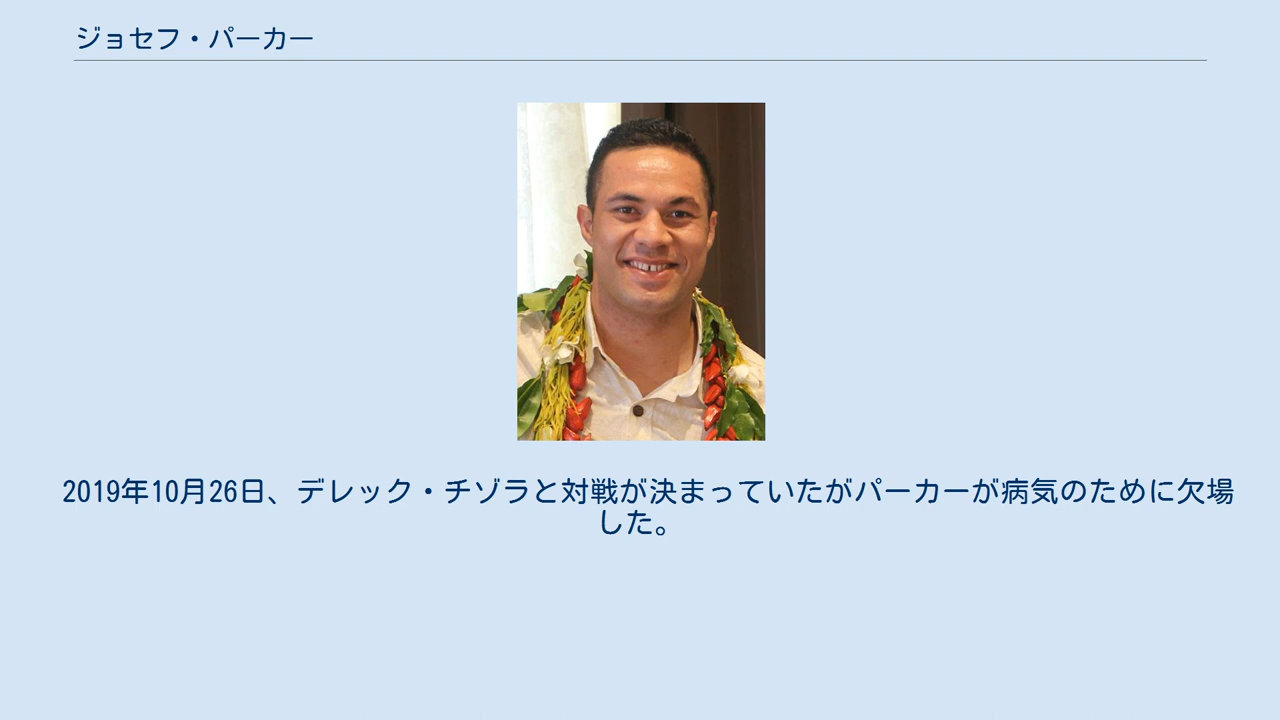 ジョセフ・パーカー
2019年10月26日、デレック・チゾラと対戦が決まっていたがパーカーが病気のために欠場
した。